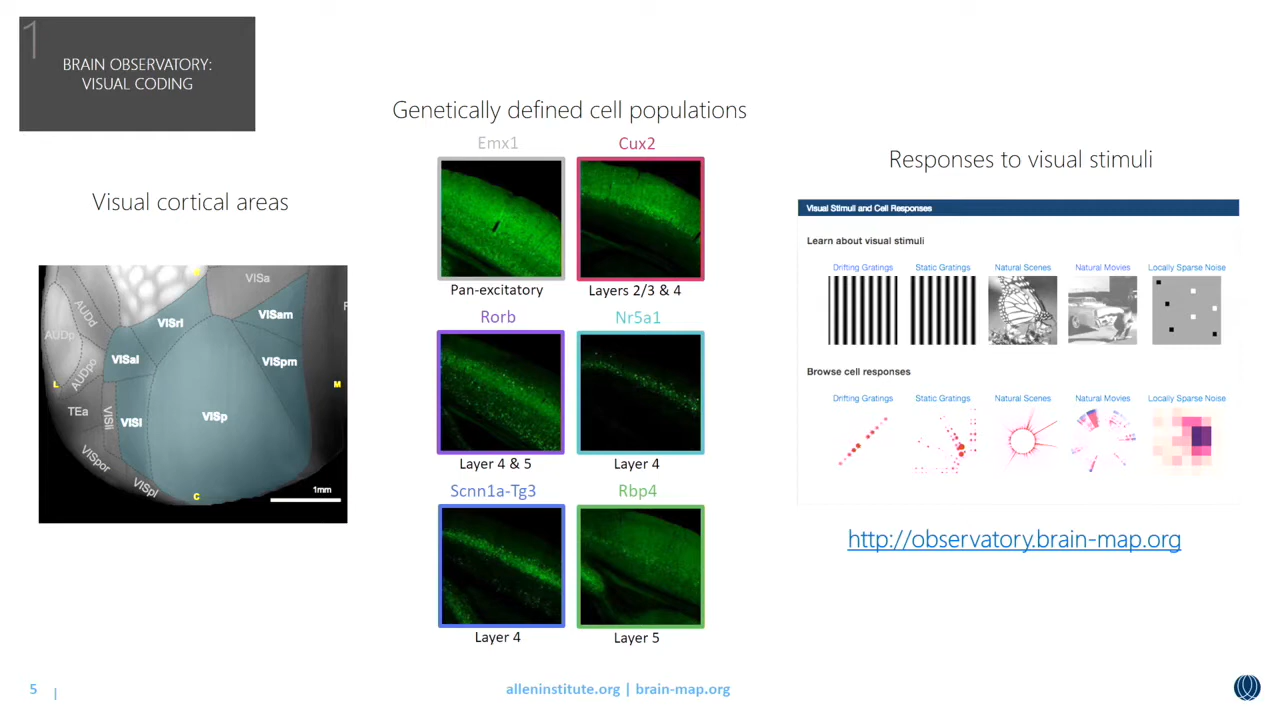 1
BRAIN OBSERVATORY:
VISUAL CODING
Visual cortical areas
VISa
VISrl
VISam
VISal
VISpm
VISl
VISp
AUDd
AUDp
AUDpo
TEa
VISli
VISpor
VISpl
L
M
C
1mm
Genetically defined cell populations
Emx1
Cux2
Pan-excitatory
Layers 2/3 & 4
Rorb
Nr5a1
Layer 4 & 5
Layer 4
Scnn1a-Tg3
Rbp4
Layer 4
Layer 5
Responses to visual stimuli
Visual Stimuli and Cell Responses
Learn about visual stimuli
Drifting Gratings
Static Gratings
Natural Scenes
Natural Movies
Locally Sparse Noise
Browse cell responses
Drifting Gratings
Static Gratings
Natural Scenes
Natural Movies
Locally Sparse Noise
http://observatory.brain-map.org
5 |
alleninstitute.org | brain-map.org